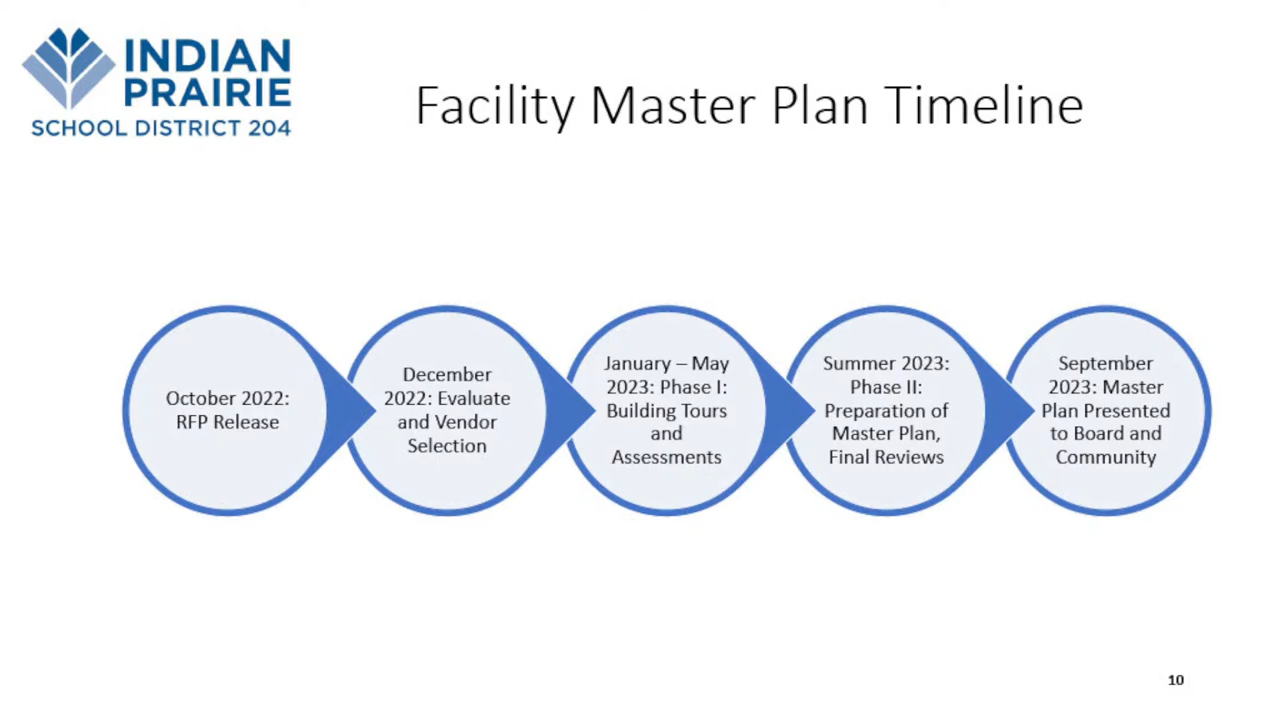 INDIAN
PRAIRIE
SCHOOL DISTRICT 204
Facility Master Plan Timeline
October 2022:
RFP Release
December
2022: Evaluate
and Vendor
Selection
January – May
2023: Phase I:
Building Tours
and
Assessments
Summer 2023:
Phase II:
Preparation of
Master Plan,
Final Reviews
September
2023: Master
Plan Presented
to Board and
Community
10